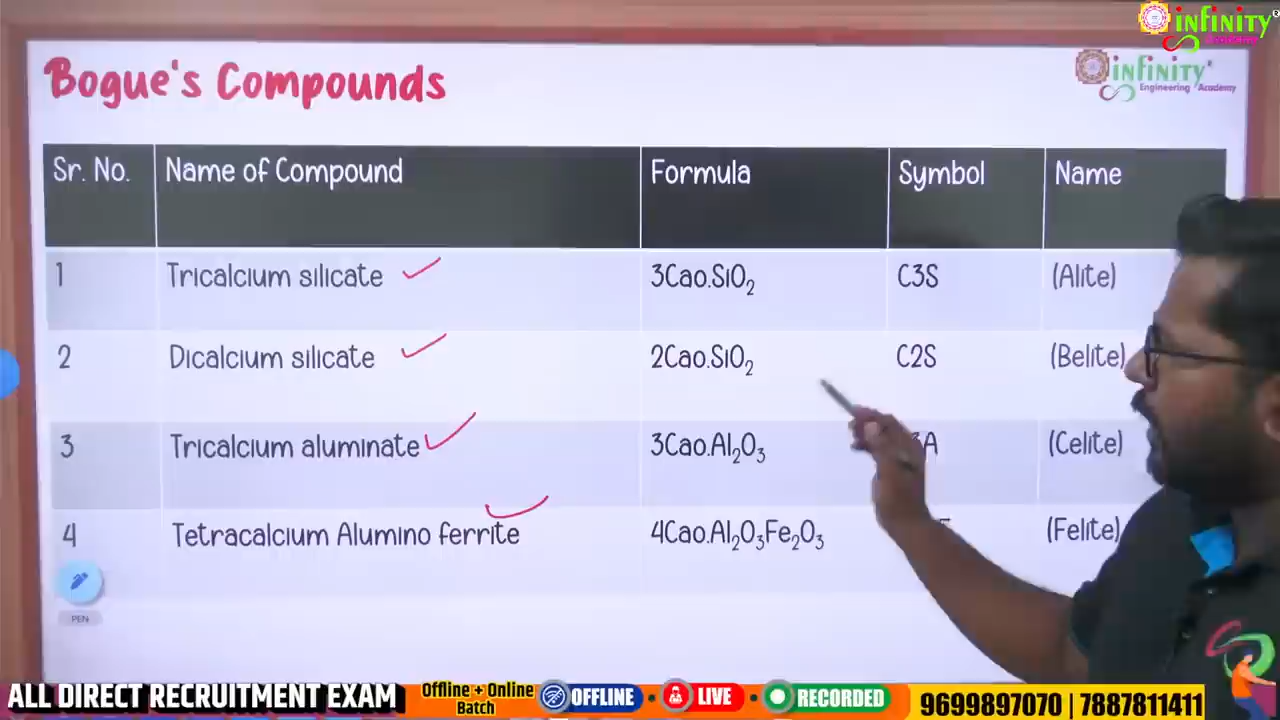 infinity
Bogue's Compounds
infinity
Engineering Academy
Sr. No. Name of Compound Formula Symbol Name
1 Tricalcium silicate 3Cao.SiO₂ C3S (Alite)
2 Dicalcium silicate 2Cao.SiO₂ C2S (Belite)
3 Tricalcium aluminate 3Cao.Al₂O₃ 3A (Celite)
4 Tetracalcium Alumino ferrite 4Cao.Al₂O₃Fe₂O₃ (Felite)
PEN
ALL DIRECT RECRUITMENT EXAM
Offline + Online
Batch
OFFLINE • LIVE • RECORDED
9699897070 | 7887811411